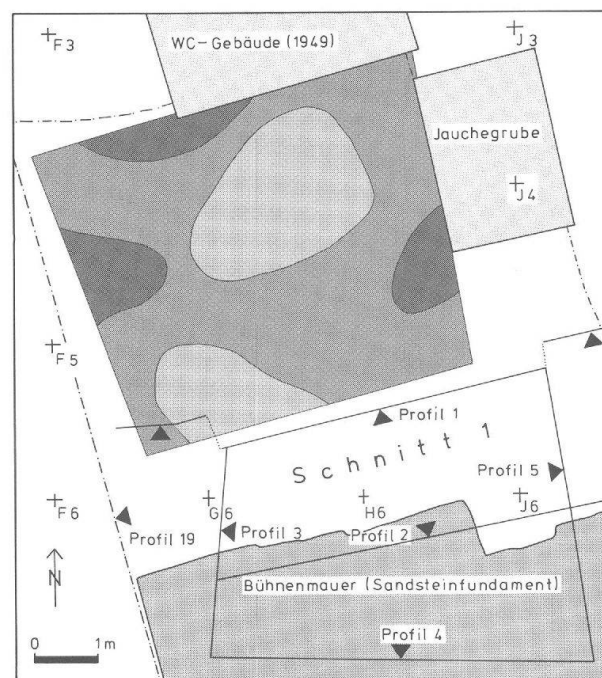 F3
WC-Gebäude (1949)
J3
Jauchegrube
J4
F5
Profil 1
Schnitt 1
Profil 5
F6
G6
H6
J6
Profil 19
Profil 3
Profil 2
N
Bühnenmauer (Sandsteinfundament)
Profil 4
0 1m